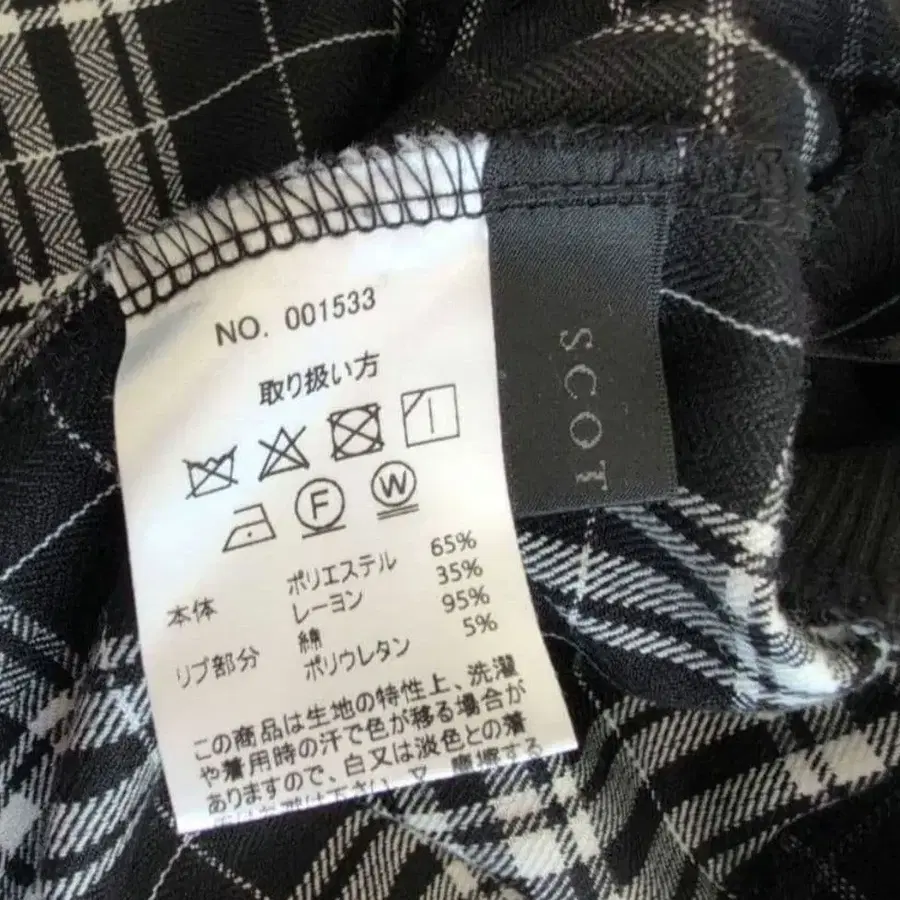 NO. 001533
取り扱い方
F W
ポリエステル 65%
本体 レーヨン 35%
綿 95%
リブ部分 ポリウレタン 5%
この商品は生地の特性上、洗濯
や着用時の汗で色が移る場合が
ありますので、白又は淡色との着
SCOT